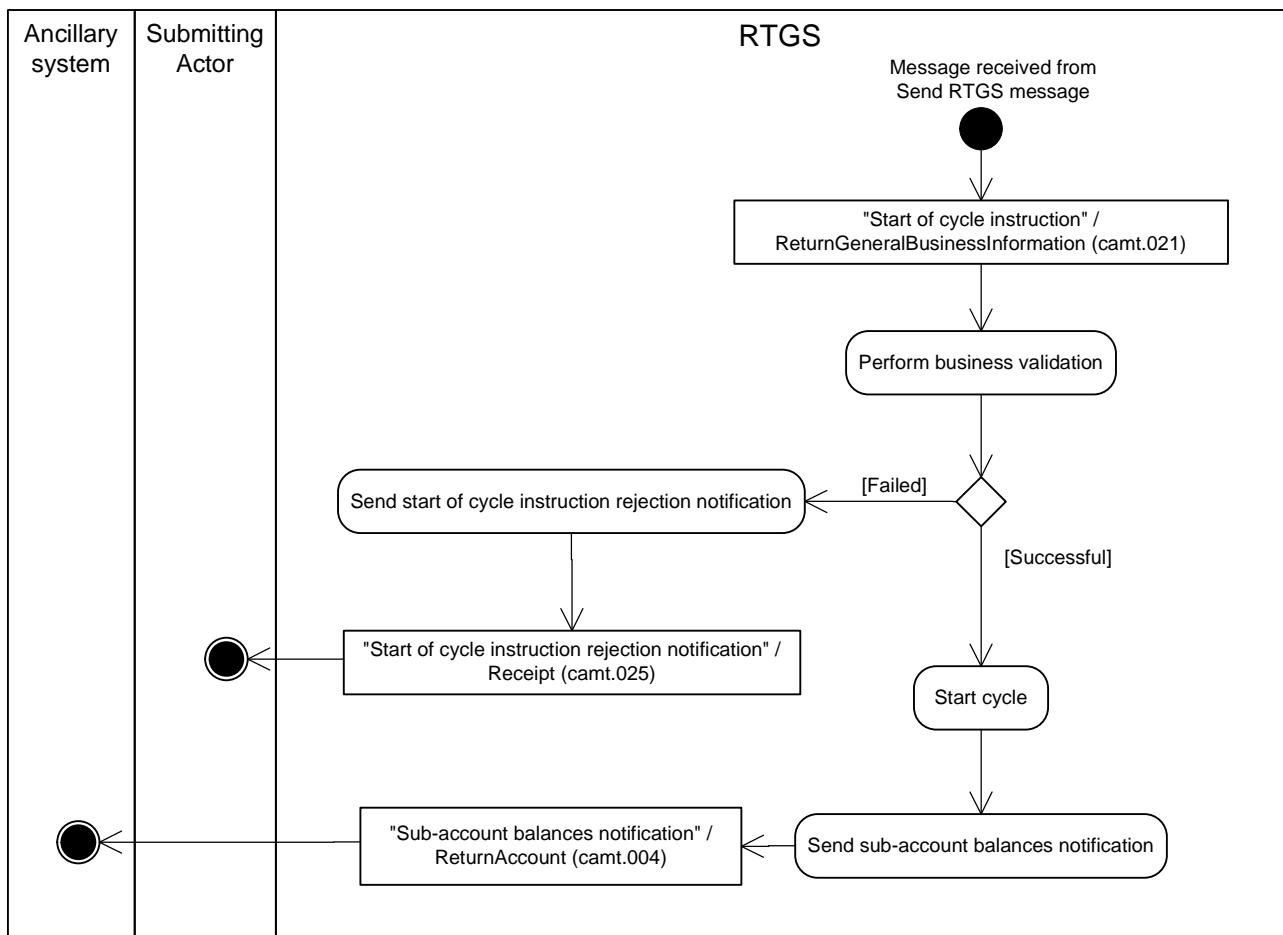 Ancillary
system
Submitting
Actor
RTGS
Message received from
Send RTGS message
"Start of cycle instruction" /
ReturnGeneralBusinessInformation (camt.021)
Perform business validation
[Failed]
Send start of cycle instruction rejection notification
[Successful]
"Start of cycle instruction rejection notification" /
Receipt (camt.025)
Start cycle
"Sub-account balances notification" /
ReturnAccount (camt.004)
Send sub-account balances notification